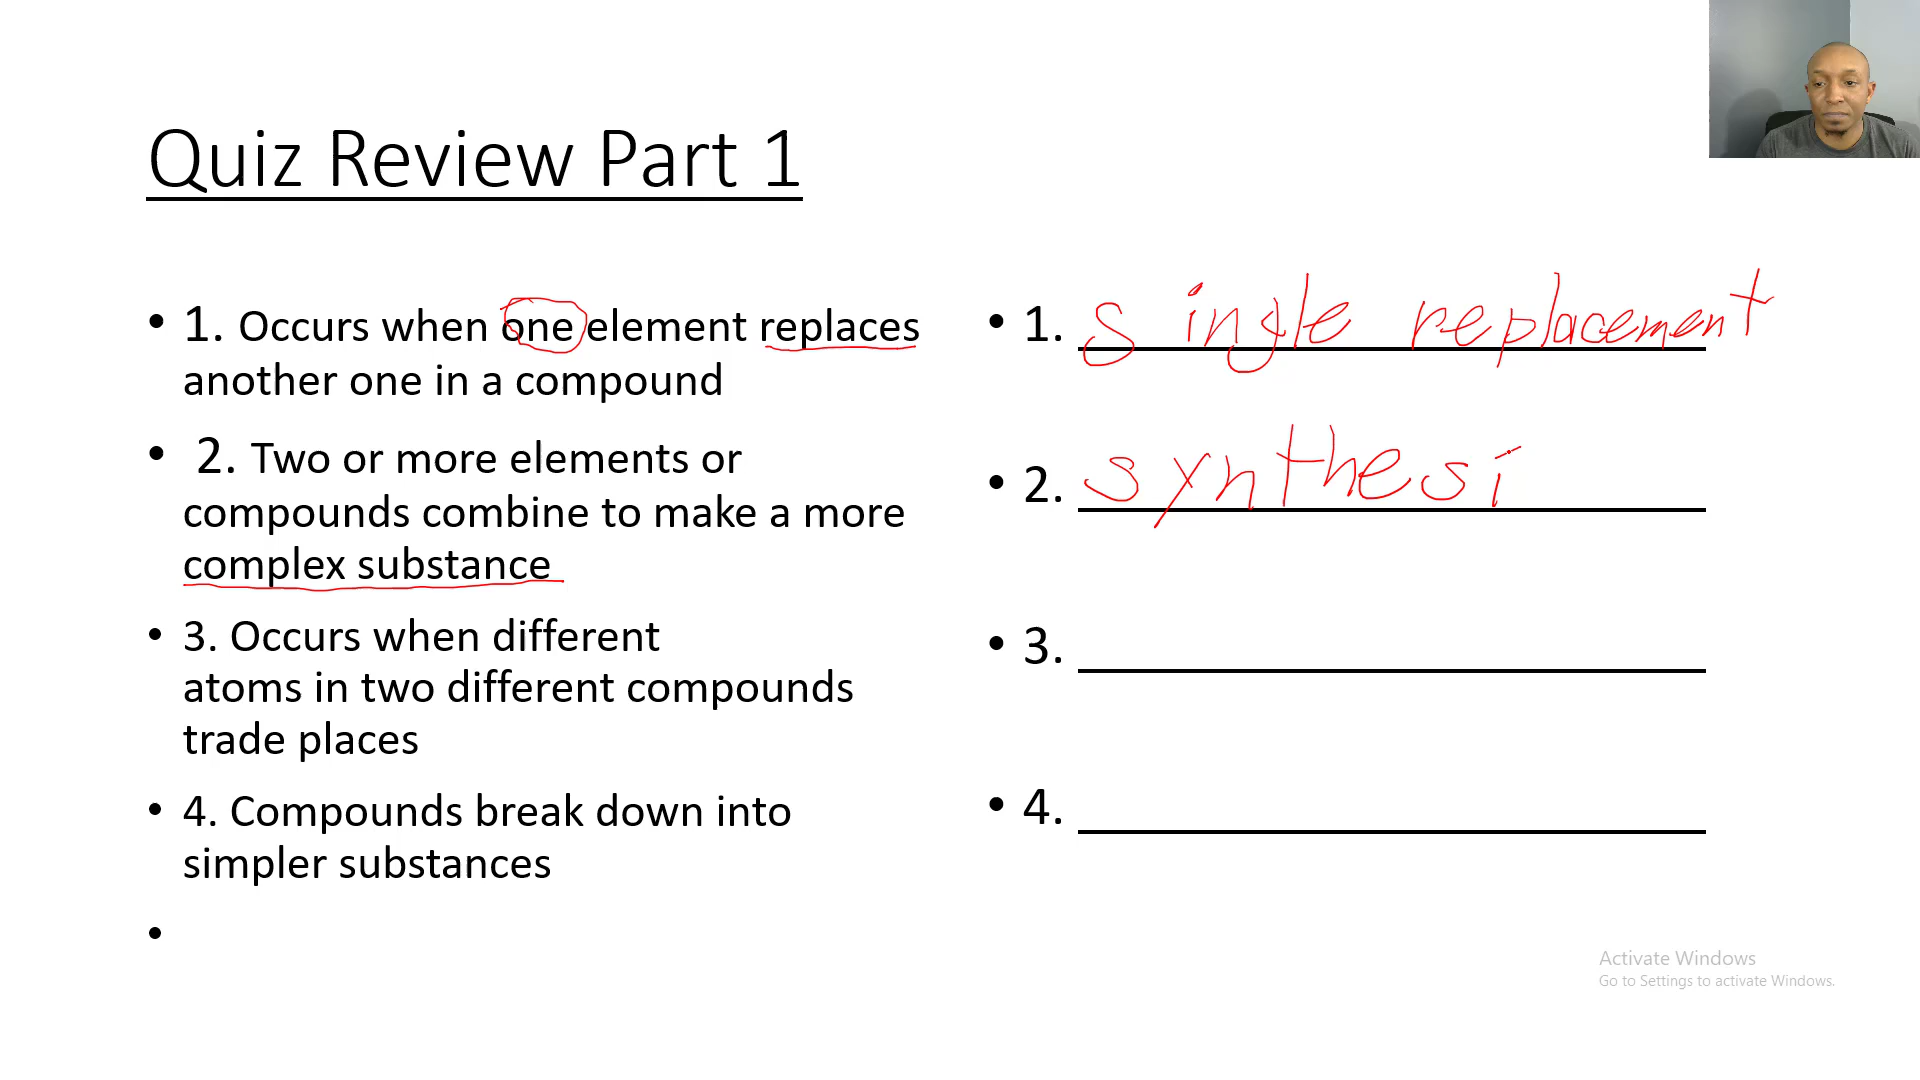 Quiz Review Part 1
• 1. Occurs when one element replaces
another one in a compound
• 2. Two or more elements or
compounds combine to make a more
complex substance
• 3. Occurs when different
atoms in two different compounds
trade places
• 4. Compounds break down into
simpler substances
•
• 1. single replacement
• 2. synthesi
• 3.
• 4.
Activate Windows
Go to Settings to activate Windows.